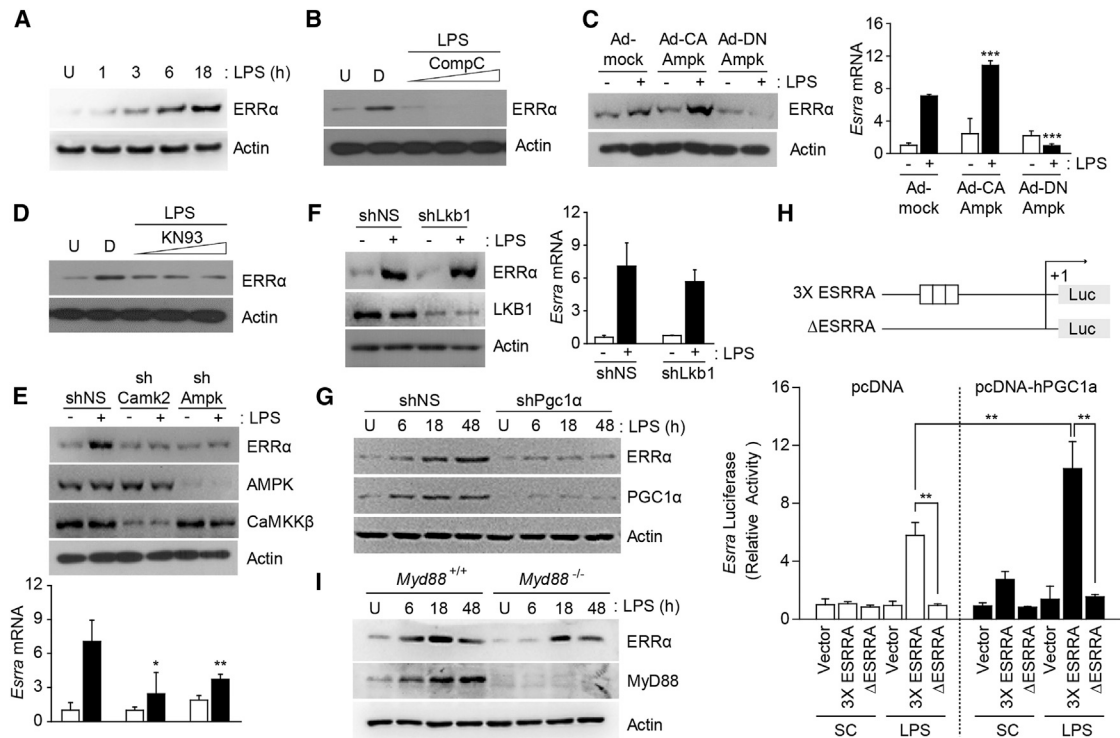 A
U 1 3 6 18 : LPS (h)
ERRα
Actin
B
LPS
U D CompC
ERRα
Actin
C
Ad-mock Ad-CA Ampk Ad-DN Ampk
- + - + - + : LPS
ERRα
Actin
Esrra mRNA
16
12
8
4
0
***
***
- + - + - + : LPS
Ad-mock Ad-CA Ampk Ad-DN Ampk
D
LPS
U D KN93
ERRα
Actin
E
shNS sh Camk2 sh Ampk
- + - + - + : LPS
ERRα
AMPK
CaMKKβ
Actin
Esrra mRNA
12
9
6
3
0
*
**
F
shNS shLkb1
- + - + : LPS
ERRα
LKB1
Actin
Esrra mRNA
12
9
6
3
0
- + - + : LPS
shNS shLkb1
G
shNS shPgc1α
U 6 18 48 U 6 18 48 : LPS (h)
ERRα
PGC1α
Actin
H
+1
3X ESRRA Luc
ΔESRRA Luc
pcDNA pcDNA-hPGC1a
Esrra Luciferase
(Relative Activity)
16
12
8
4
0
**
**
**
Vector 3X ESRRA ΔESRRA Vector 3X ESRRA ΔESRRA Vector 3X ESRRA ΔESRRA Vector 3X ESRRA ΔESRRA
SC LPS SC LPS
I
Myd88 +/+ Myd88 -/-
U 6 18 48 U 6 18 48 : LPS (h)
ERRα
MyD88
Actin